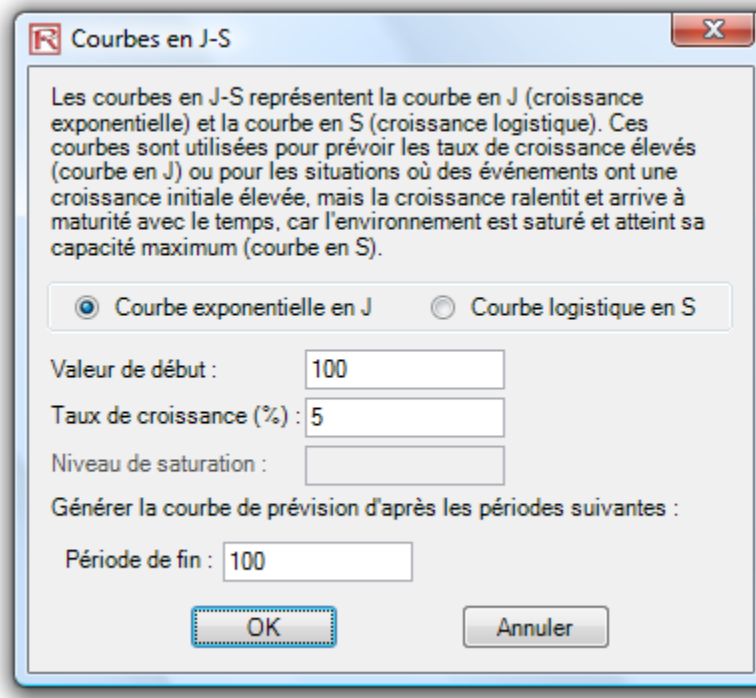 Courbes en J-S
Les courbes en J-S représentent la courbe en J (croissance
exponentielle) et la courbe en S (croissance logistique). Ces
courbes sont utilisées pour prévoir les taux de croissance élevés
(courbe en J) ou pour les situations où des événements ont une
croissance initiale élevée, mais la croissance ralentit et arrive à
maturité avec le temps, car l'environnement est saturé et atteint sa
capacité maximum (courbe en S).
Courbe exponentielle en J Courbe logistique en S
Valeur de début : 100
Taux de croissance (%) : 5
Niveau de saturation :
Générer la courbe de prévision d'après les périodes suivantes :
Période de fin : 100
OK Annuler